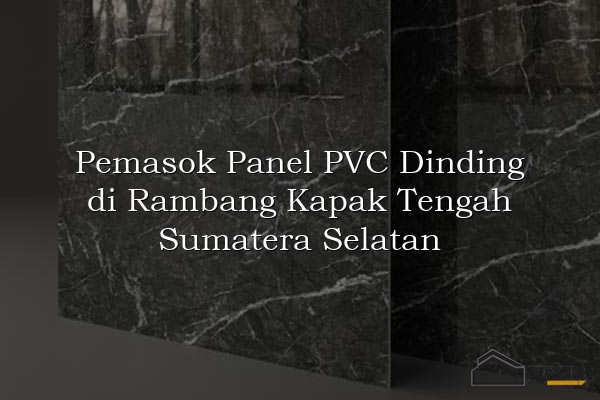 Pemasok Panel PVC Dinding
di Rambang Kapak Tengah
Sumatera Selatan